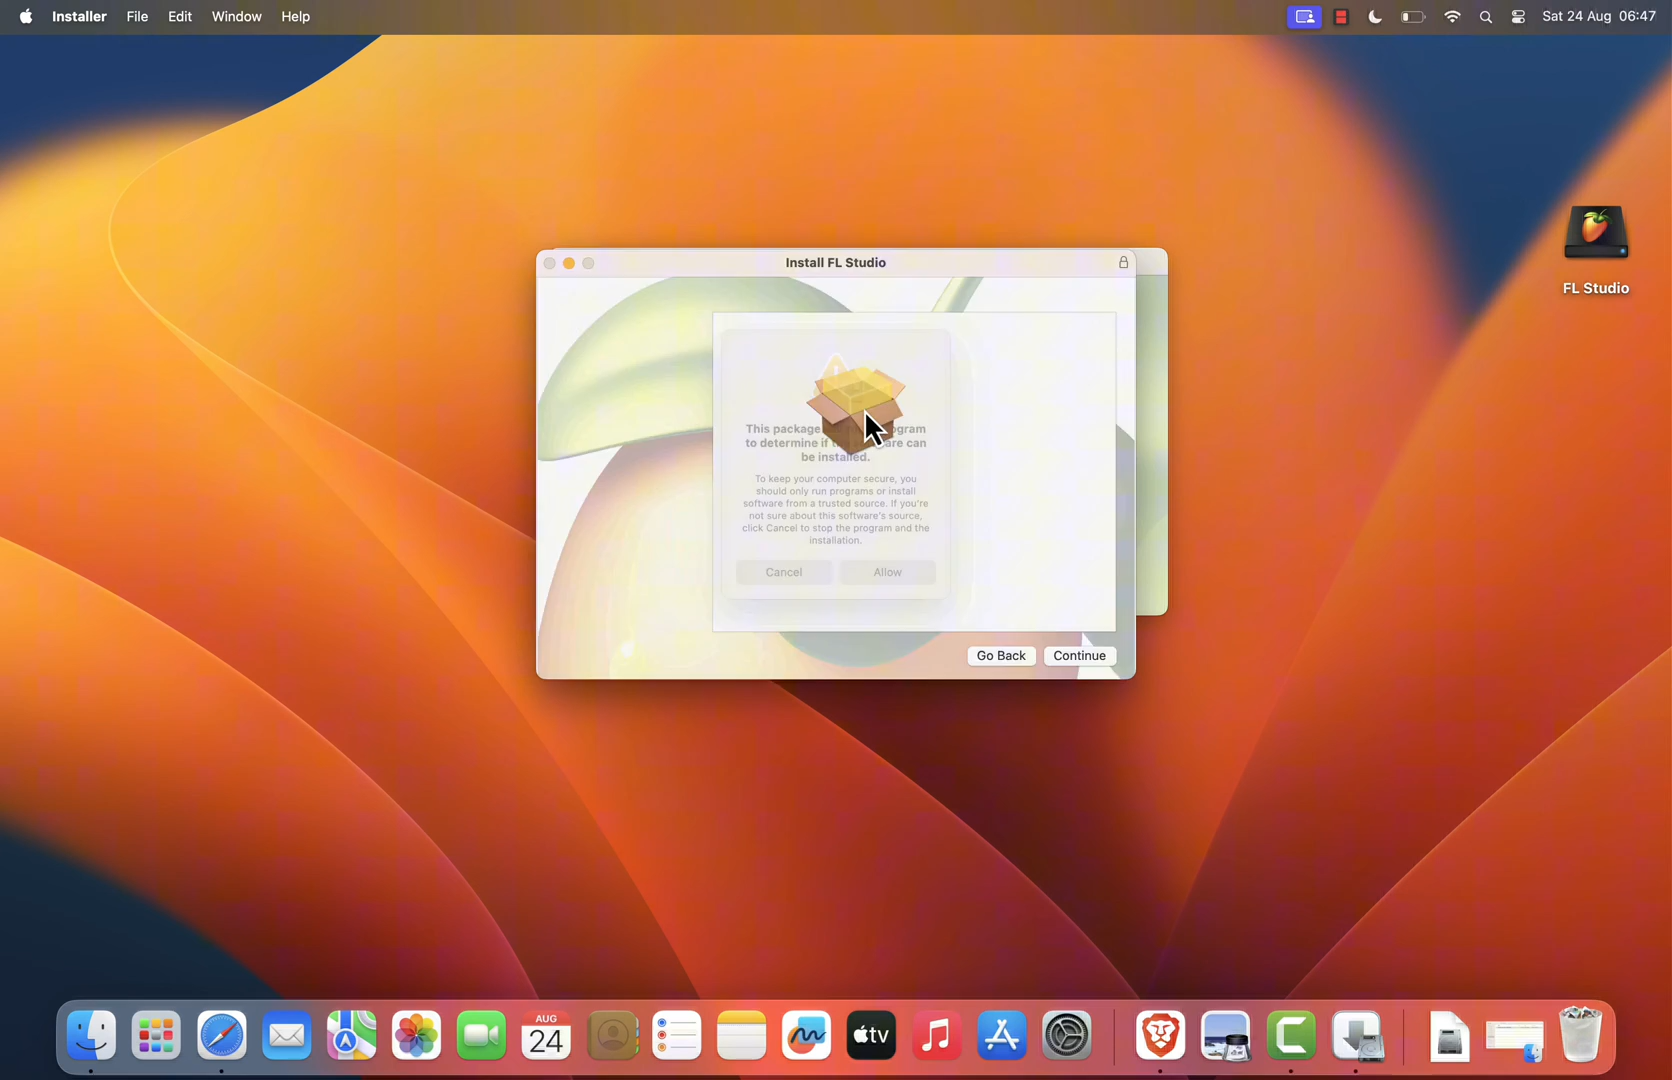 Installer File Edit Window Help
Sat 24 Aug 06:47
FL Studio
Install FL Studio
This package
to determine if
be installed.
To keep your computer secure, you
should only run programs or install
software from a trusted source. If you're
not sure about this software's source,
click Cancel to stop the program and the
installation.
Cancel Allow
Go Back Continue
AUG
24
tv